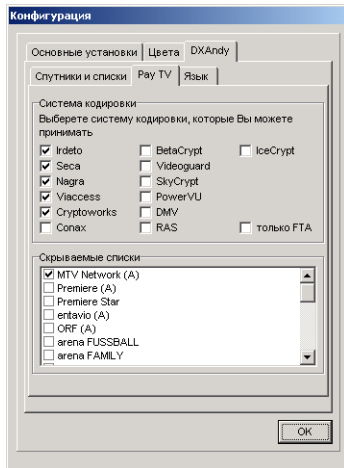 Конфигурация
Основные установки Цвета DXAndy
Спутники и списки Pay TV Язык
Система кодировки
Выберете систему кодировки, которые Вы можете
принимать
Irdeto BetaCrypt IceCrypt
Seca Videoguard
Nagra SkyCrypt
Viaccess PowerVU
Cryptoworks DMV
Conax RAS только FTA
Скрываемые списки
MTV Network (A)
Premiere (A)
Premiere Star
entavio (A)
ORF (A)
arena FUSSBALL
arena FAMILY
OK